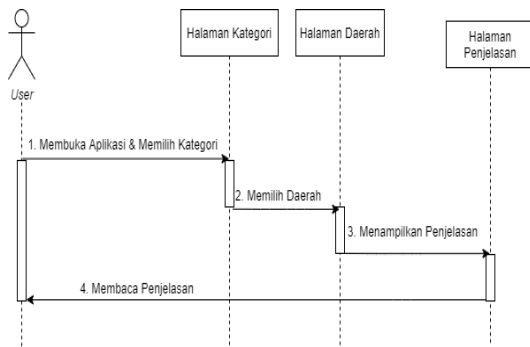 Halaman Kategori
Halaman Daerah
Halaman
Penjelasan
User
1. Membuka Aplikasi & Memilih Kategori
2. Memilih Daerah
3. Menampilkan Penjelasan
4. Membaca Penjelasan